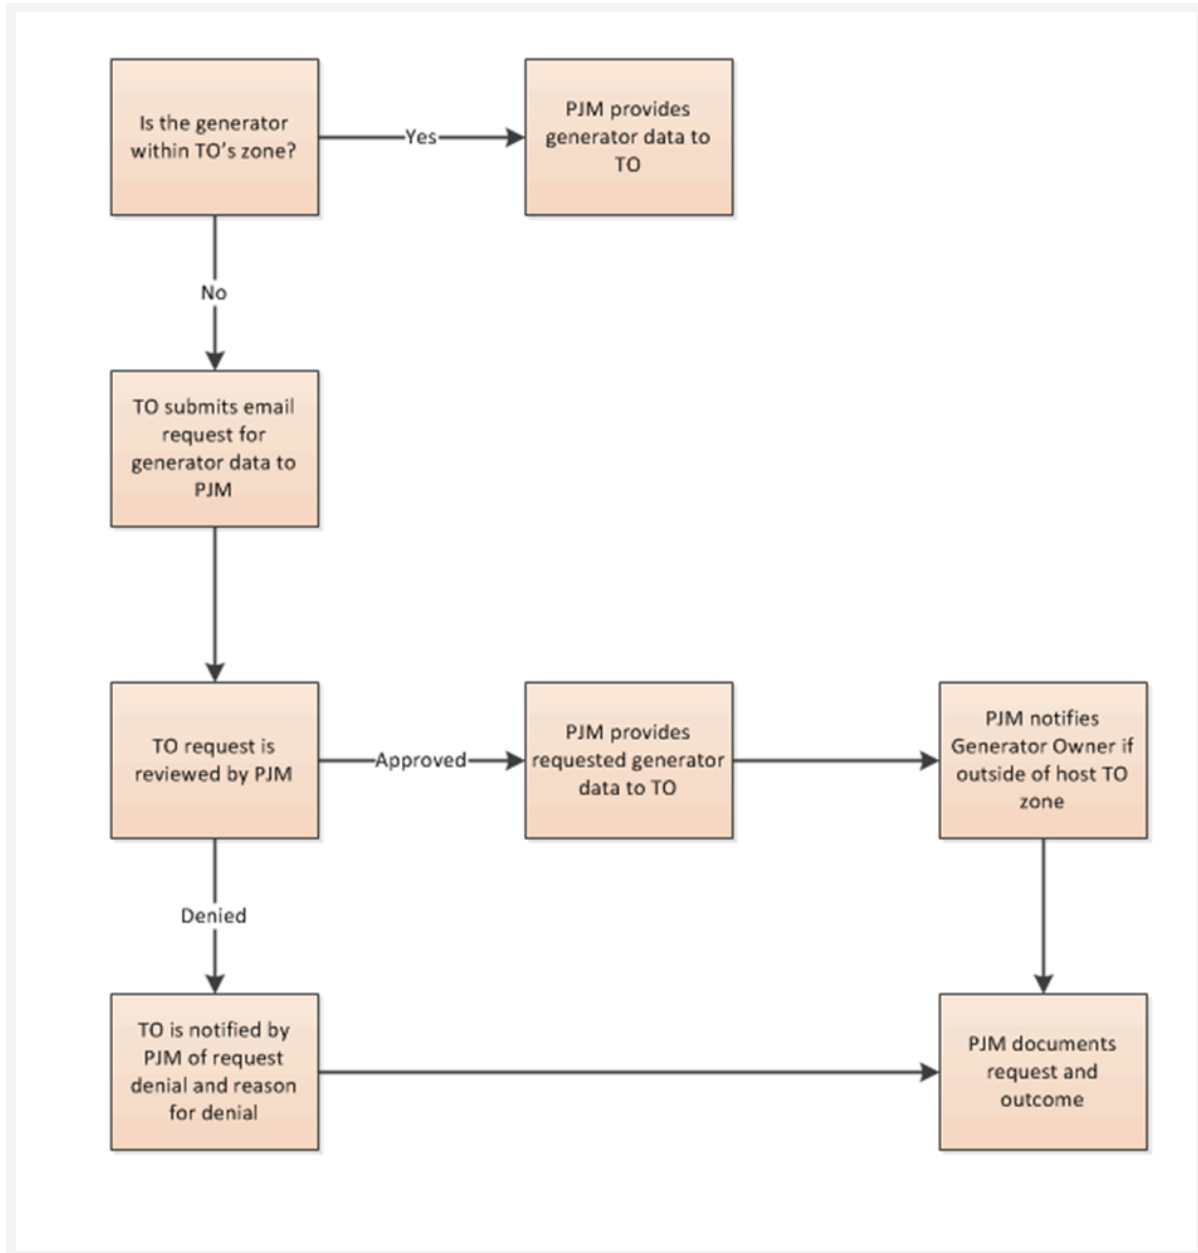 Is the generator
within TO's zone?
Yes
PJM provides
generator data to
TO
No
TO submits email
request for
generator data to
PJM
TO request is
reviewed by PJM
Approved
PJM provides
requested generator
data to TO
PJM notifies
Generator Owner if
outside of host TO
zone
Denied
TO is notified by
PJM of request
denial and reason
for denial
PJM documents
request and
outcome